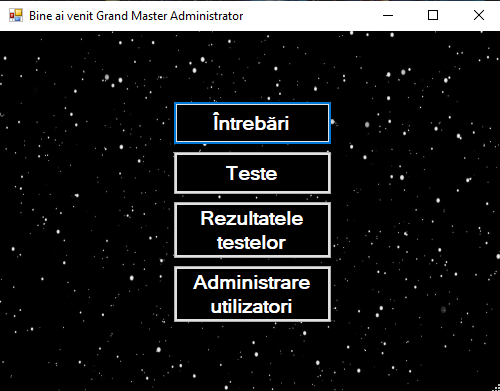 Bine ai venit Grand Master Administrator
Întrebări
Teste
Rezultatele
testelor
Administrare
utilizatori